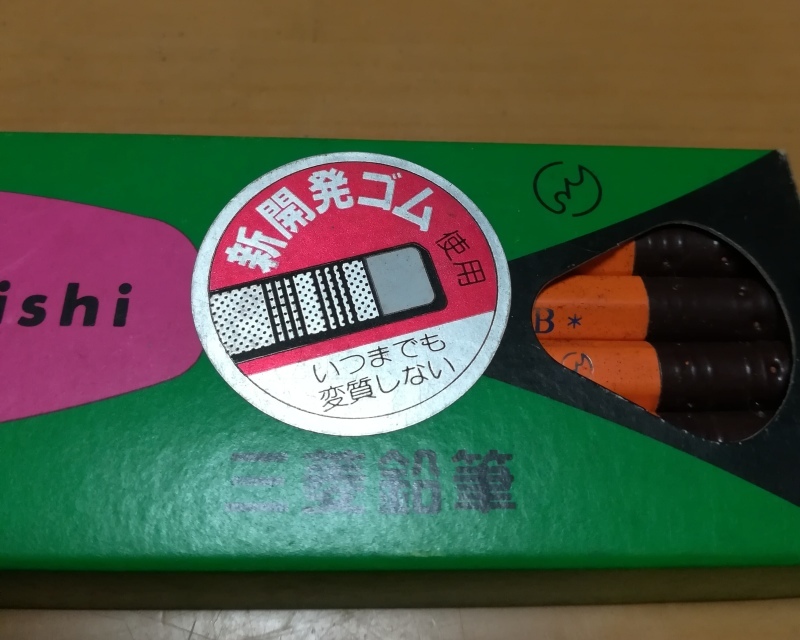 新開発ゴム
使用
いつまでも
変質しない
ishi
B *
三菱鉛筆